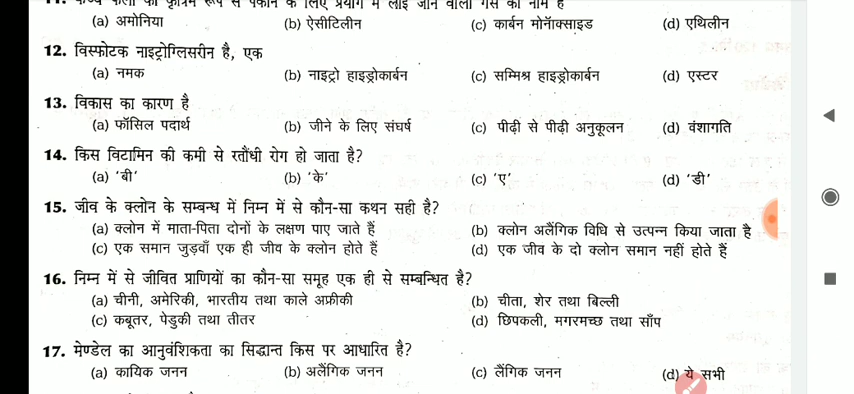 (a) अमोनिया (b) ऐसीटिलीन (c) कार्बन मोनॉक्साइड (d) एथिलीन
12. विस्फोटक नाइट्रोग्लिसरीन है, एक
(a) नमक (b) नाइट्रो हाइड्रोकार्बन (c) सम्मिश्र हाइड्रोकार्बन (d) एस्टर
13. विकास का कारण है
(a) फॉसिल पदार्थ (b) जीने के लिए संघर्ष (c) पीढ़ी से पीढ़ी अनुकूलन (d) वंशागति
14. किस विटामिन की कमी से रतौंधी रोग हो जाता है?
(a) ‘बी’ (b) ‘के’ (c) ‘ए’ (d) ‘डी’
15. जीव के क्लोन के सम्बन्ध में निम्न में से कौन-सा कथन सही है?
(a) क्लोन में माता-पिता दोनों के लक्षण पाए जाते हैं (b) क्लोन अलैंगिक विधि से उत्पन्न किया जाता है
(c) एक समान जुड़वाँ एक ही जीव के क्लोन होते हैं (d) एक जीव के दो क्लोन समान नहीं होते हैं
16. निम्न में से जीवित प्राणियों का कौन-सा समूह एक ही से सम्बन्धित है?
(a) चीनी, अमेरिकी, भारतीय तथा काले अफ्रीकी (b) चीता, शेर तथा बिल्ली
(c) कबूतर, पेडुकी तथा तीतर (d) छिपकली, मगरमच्छ तथा साँप
17. मेण्डेल का आनुवंशिकता का सिद्धान्त किस पर आधारित है?
(a) कायिक जनन (b) अलैंगिक जनन (c) लैंगिक जनन (d) ये सभी